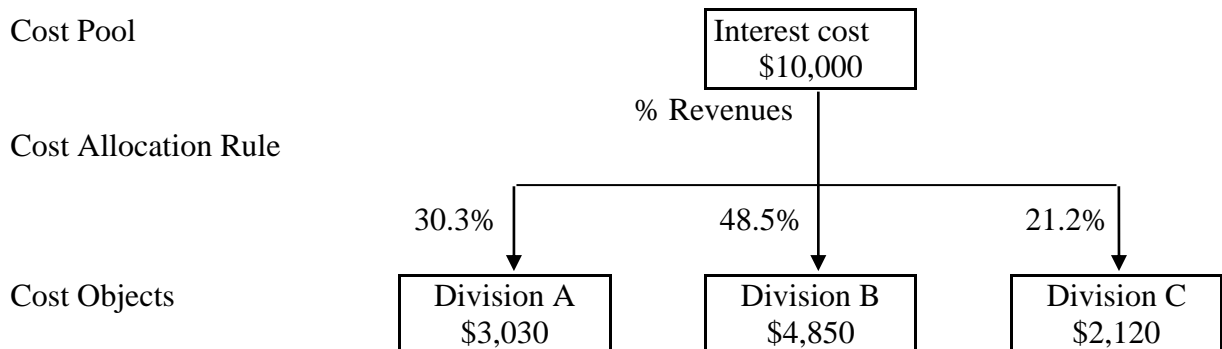 Cost Pool
Interest cost
$10,000
% Revenues
Cost Allocation Rule
30.3% 48.5% 21.2%
Cost Objects
Division A
$3,030
Division B
$4,850
Division C
$2,120